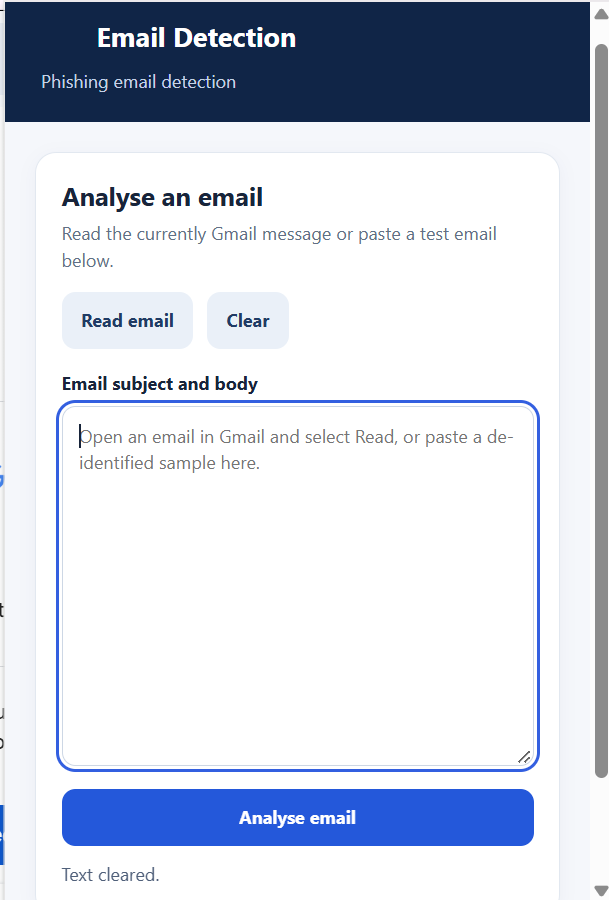 Email Detection
Phishing email detection
Analyse an email
Read the currently Gmail message or paste a test email
below.
Read email
Clear
Email subject and body
Open an email in Gmail and select Read, or paste a de-
identified sample here.
Analyse email
Text cleared.